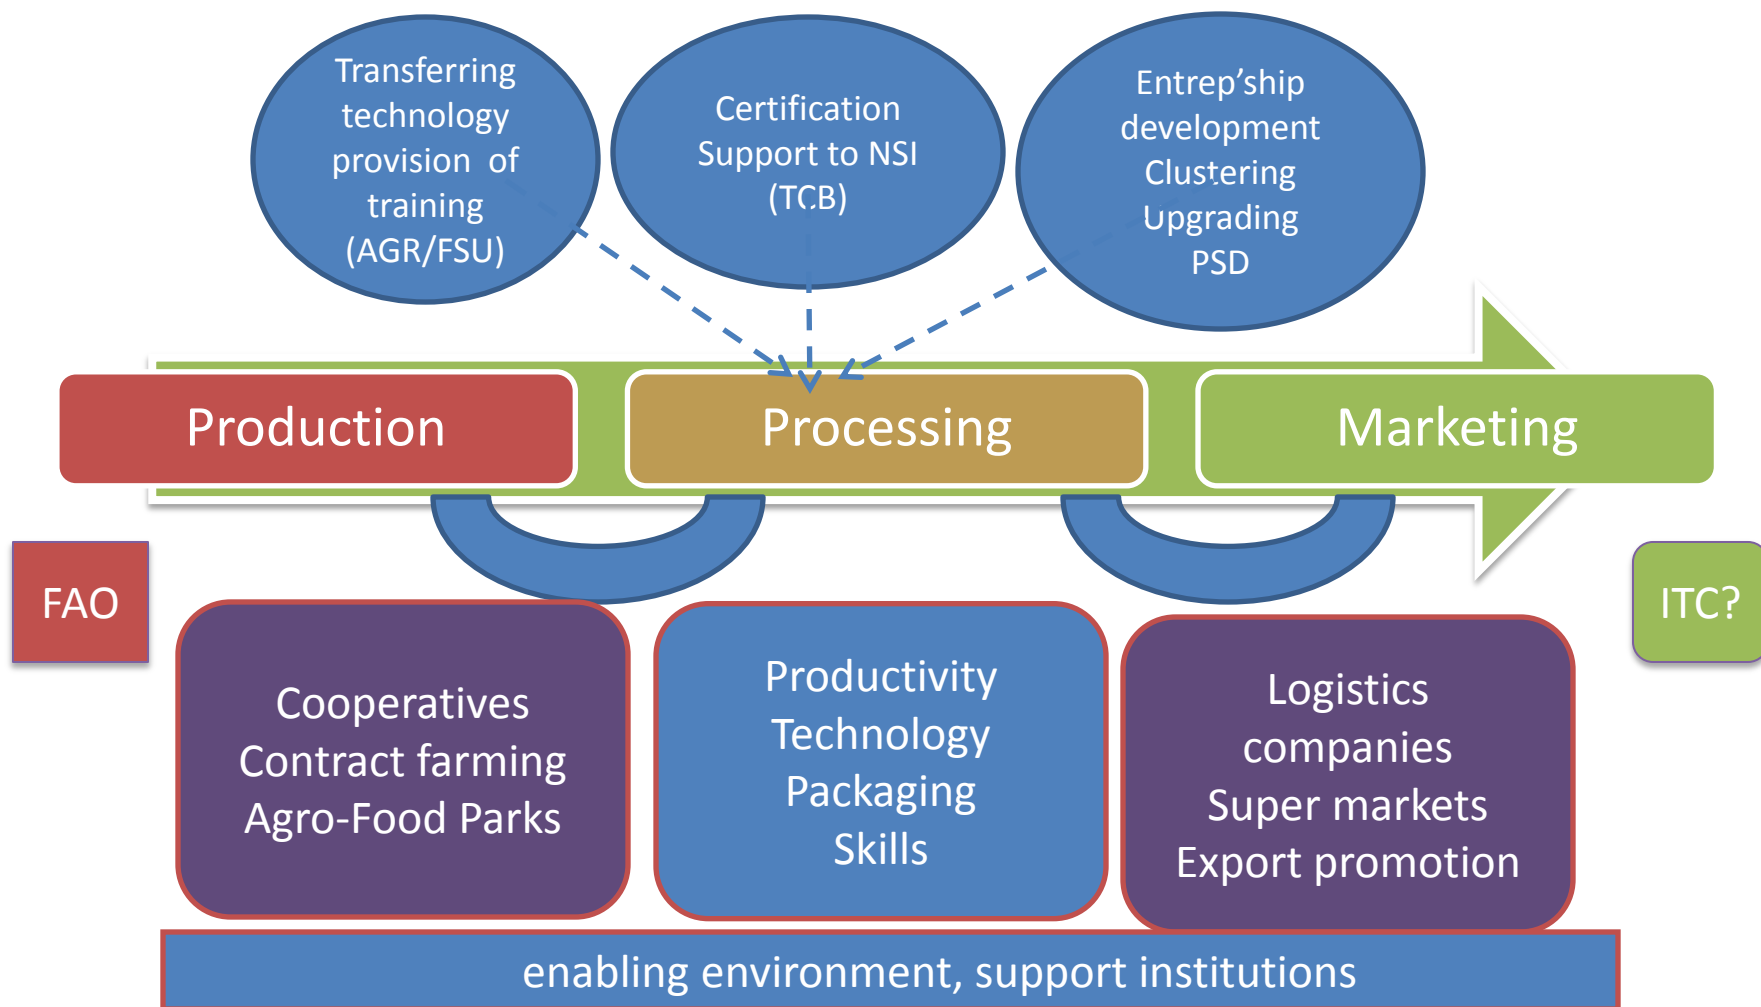 Transferring
technology
provision of
training
(AGR/FSU)
Certification
Support to NSI
(TCB)
Entrep’ship
development
Clustering
Upgrading
PSD
Production
Processing
Marketing
FAO
ITC?
Cooperatives
Contract farming
Agro-Food Parks
Productivity
Technology
Packaging
Skills
Logistics
companies
Super markets
Export promotion
enabling environment, support institutions